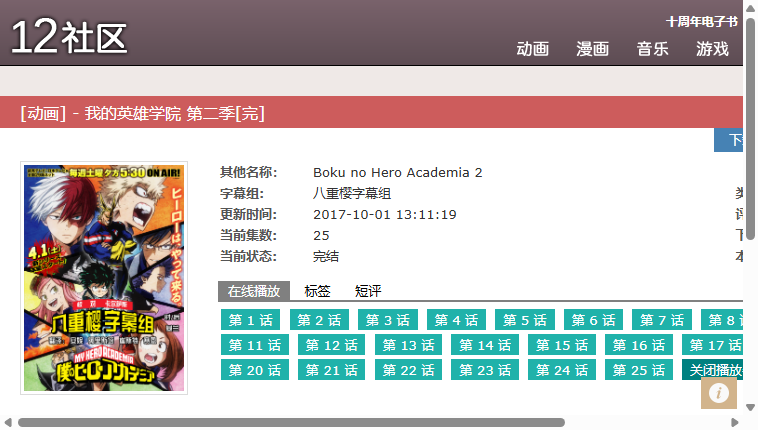 12社区
十周年电子书
动画 漫画 音乐 游戏
[动画] - 我的英雄学院 第二季[完]
下
其他名称: Boku no Hero Academia 2
字幕组: 八重樱字幕组
更新时间: 2017-10-01 13:11:19
当前集数: 25
当前状态: 完结
毎週土曜夕方5:30 ON AIR!
ヒーローは、やって来る
4.1(土)
八重樱字幕组
MY HERO ACADEMIA
僕のヒーローアカデミア
在线播放 标签 短评
第 1 话 第 2 话 第 3 话 第 4 话 第 5 话 第 6 话 第 7 话 第 8
第 11 话 第 12 话 第 13 话 第 14 话 第 15 话 第 16 话 第 17 话
第 20 话 第 21 话 第 22 话 第 23 话 第 24 话 第 25 话 关闭播放